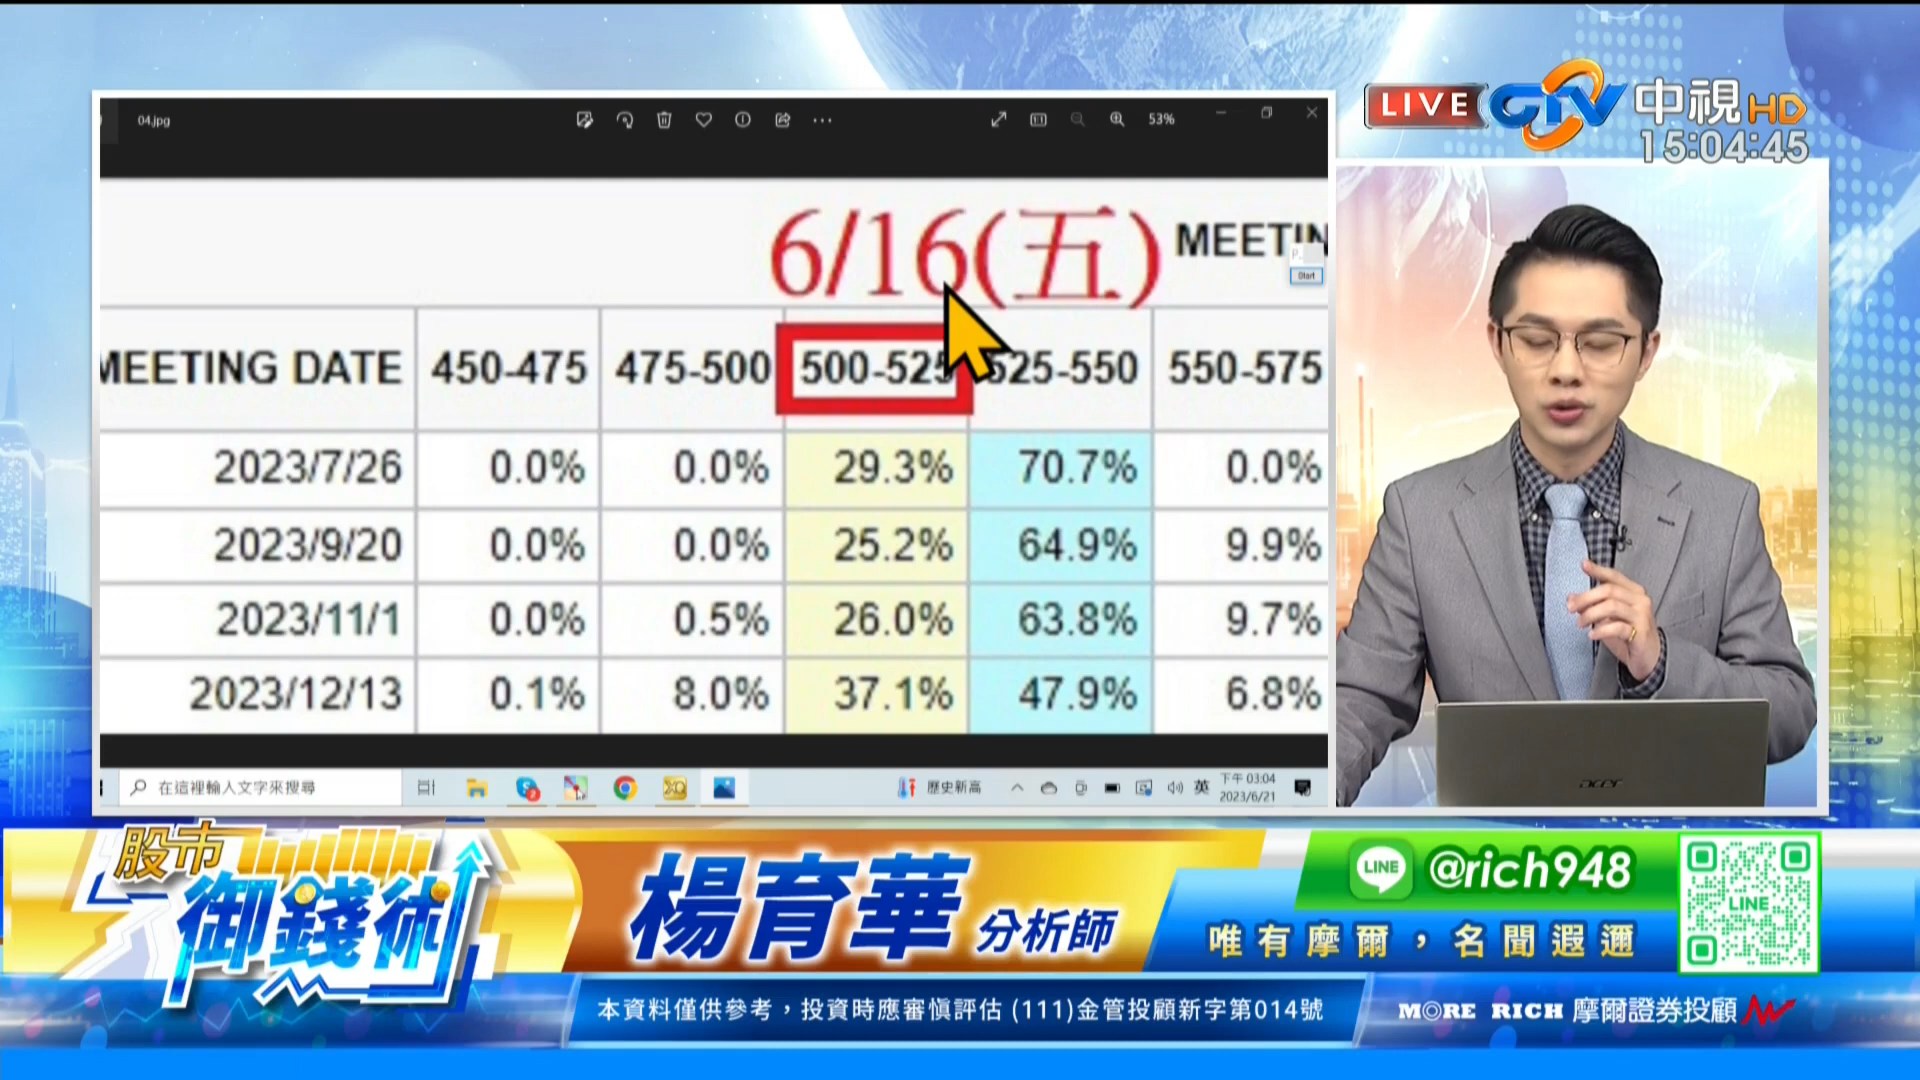 04.jpg
53%
LIVE CTV 中視HD
15:04:45
6/16(五)
MEETIN
Start
MEETING DATE 450-475 475-500 500-525 525-550 550-575
2023/7/26 0.0% 0.0% 29.3% 70.7% 0.0%
2023/9/20 0.0% 0.0% 25.2% 64.9% 9.9%
2023/11/1 0.0% 0.5% 26.0% 63.8% 9.7%
2023/12/13 0.1% 8.0% 37.1% 47.9% 6.8%
acer
在這裡輸入文字來搜尋
歷史新高
英
下午 03:04
2023/6/21
股市
御錢術
楊育華 分析師
LINE @rich948
唯有摩爾，名聞遐邇
LINE
本資料僅供參考，投資時應審慎評估 (111)金管投顧新字第014號
MORE RICH 摩爾證券投顧